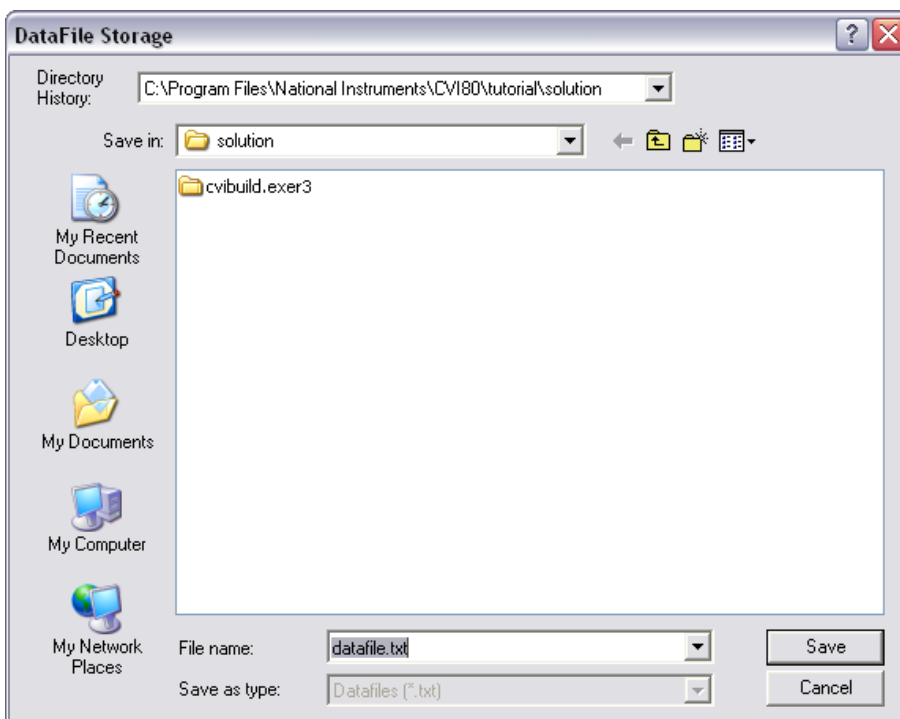 DataFile Storage
Directory
History:
C:\Program Files\National Instruments\CVI80\tutorial\solution
Save in:
solution
cvibuild.exer3
My Recent
Documents
Desktop
My Documents
My Computer
My Network
Places
File name:
datafile.txt
Save
Save as type:
Datafiles (*.txt)
Cancel